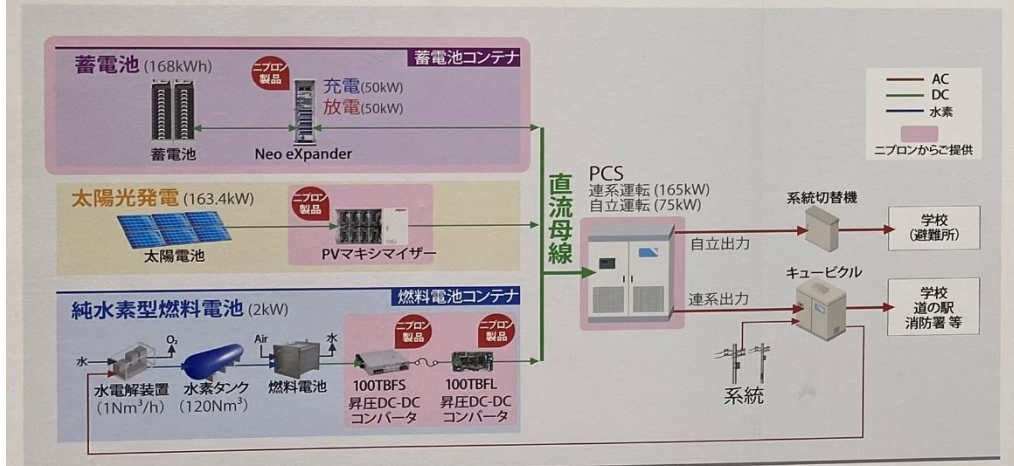 蓄電池 (168kWh)
蓄電池コンテナ
ニプロン
製品
充電(50kW)
放電(50kW)
蓄電池
Neo eXpander
太陽光発電 (163.4kW)
ニプロン
製品
太陽電池
PVマキシマイザー
純水素型燃料電池 (2kW)
燃料電池コンテナ
ニプロン
製品
ニプロン
製品
水
O₂
Air
水
水電解装置
(1Nm³/h)
水素タンク
(120Nm³)
燃料電池
100TBFS
昇圧DC-DC
コンバータ
100TBFL
昇圧DC-DC
コンバータ
直流母線
PCS
連系運転 (165kW)
自立運転 (75kW)
自立出力
連系出力
系統切替機
キュービクル
系統
学校
(避難所)
学校
道の駅
消防署 等
AC
DC
水素
ニプロンからご提供